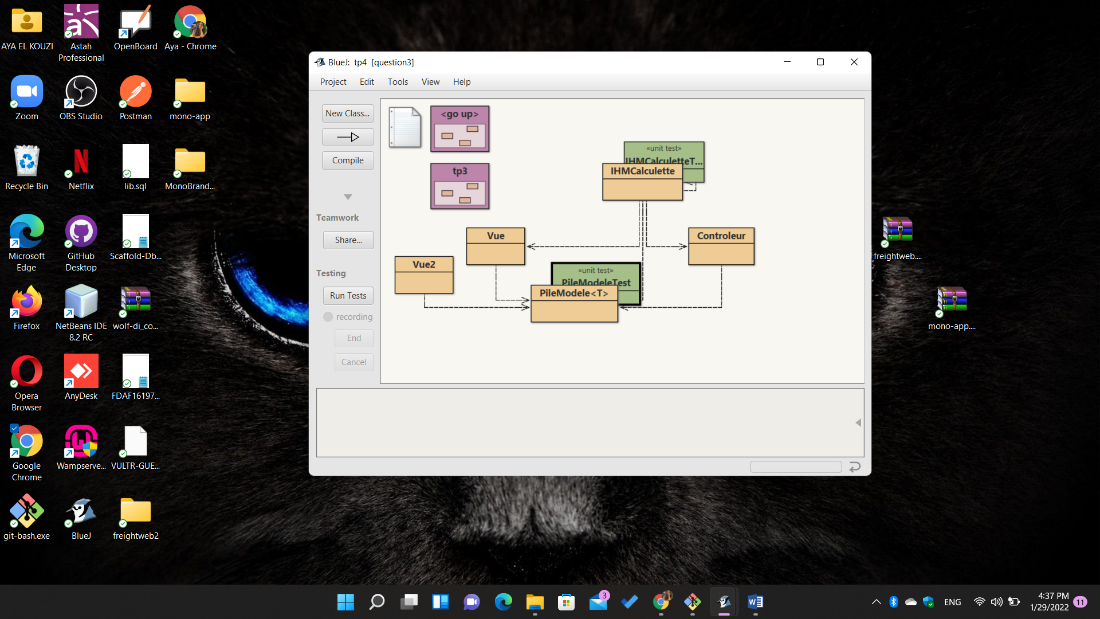 AYA EL KOUZI
Astah
Professional
OpenBoard
Aya - Chrome
Zoom
OBS Studio
Postman
mono-app
Recycle Bin
Netflix
lib.sql
MonoBrand...
Microsoft
Edge
GitHub
Desktop
Scaffold-Db...
Firefox
NetBeans IDE
8.2 RC
wolf-di_co...
Opera
Browser
AnyDesk
FDAF16197...
Google
Chrome
Wampserve...
VULTR-GUE...
git-bash.exe
BlueJ
freightweb2
BlueJ: tp4 [question3]
Project Edit Tools View Help
New Class...
Compile
Teamwork
Share...
Testing
Run Tests
recording
End
Cancel
<go up>
tp3
«unit test»
IHMCalculetteT...
IHMCalculette
Vue
Controleur
Vue2
«unit test»
PileModeleTest
PileModele<T>
freightweb...
mono-app...
3
ENG
4:37 PM
1/29/2022
11